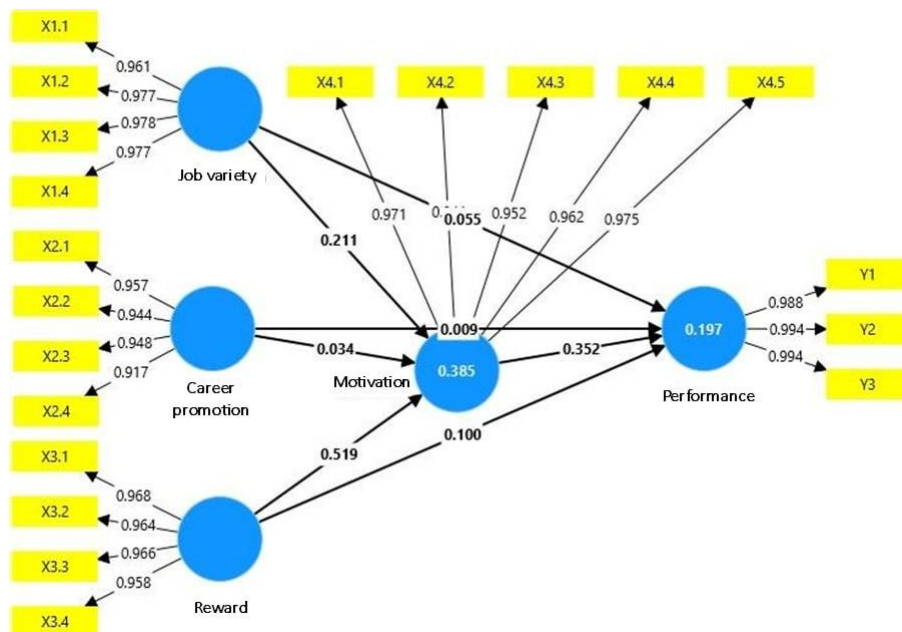 X1.1
0.961
X1.2
0.977
X1.3
0.978
0.977
X1.4
Job variety
X4.1
X4.2
X4.3
X4.4
X4.5
0.971
0.952
0.962
0.975
0.055
0.211
X2.1
0.957
X2.2
0.944
X2.3
0.948
0.917
X2.4
Career
promotion
0.034
0.009
Motivation
0.385
0.352
0.197
Performance
0.988
Y1
0.994
Y2
0.994
Y3
X3.1
0.968
X3.2
0.964
X3.3
0.966
0.958
X3.4
Reward
0.519
0.100